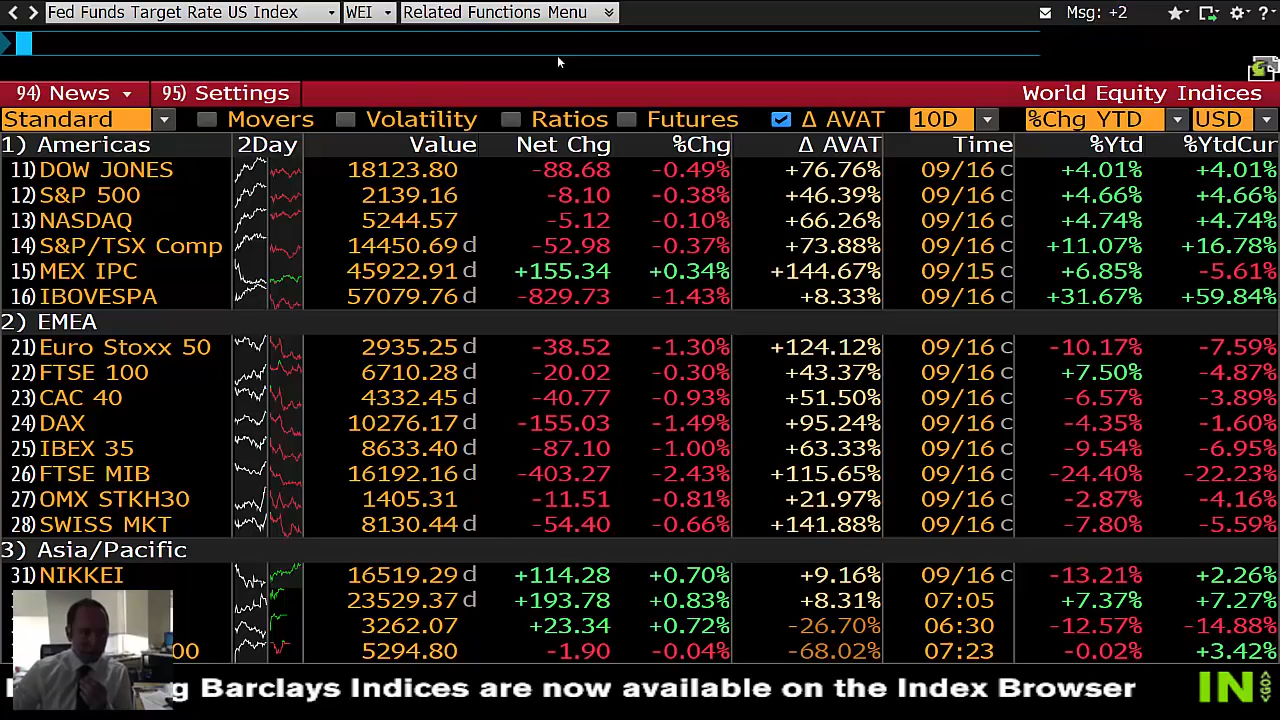 Fed Funds Target Rate US Index WEI Related Functions Menu Msg: +2 ?
94) News 95) Settings World Equity Indices
Standard Movers Volatility Ratios Futures Δ AVAT 10D %Chg YTD USD
1) Americas 2Day Value Net Chg %Chg Δ AVAT Time %Ytd %YtdCur
11) DOW JONES 18123.80 -88.68 -0.49% +76.76% 09/16 c +4.01% +4.01%
12) S&P 500 2139.16 -8.10 -0.38% +46.39% 09/16 c +4.66% +4.66%
13) NASDAQ 5244.57 -5.12 -0.10% +66.26% 09/16 c +4.74% +4.74%
14) S&P/TSX Comp 14450.69 d -52.98 -0.37% +73.88% 09/16 c +11.07% +16.78%
15) MEX IPC 45922.91 d +155.34 +0.34% +144.67% 09/15 c +6.85% -5.61%
16) IBOVESPA 57079.76 d -829.73 -1.43% +8.33% 09/16 c +31.67% +59.84%
2) EMEA
21) Euro Stoxx 50 2935.25 d -38.52 -1.30% +124.12% 09/16 c -10.17% -7.59%
22) FTSE 100 6710.28 d -20.02 -0.30% +43.37% 09/16 c +7.50% -4.87%
23) CAC 40 4332.45 d -40.77 -0.93% +51.50% 09/16 c -6.57% -3.89%
24) DAX 10276.17 d -155.03 -1.49% +95.24% 09/16 c -4.35% -1.60%
25) IBEX 35 8633.40 d -87.10 -1.00% +63.33% 09/16 c -9.54% -6.95%
26) FTSE MIB 16192.16 d -403.27 -2.43% +115.65% 09/16 c -24.40% -22.23%
27) OMX STKH30 1405.31 -11.51 -0.81% +21.97% 09/16 c -2.87% -4.16%
28) SWISS MKT 8130.44 d -54.40 -0.66% +141.88% 09/16 c -7.80% -5.59%
3) Asia/Pacific
31) NIKKEI 16519.29 d +114.28 +0.70% +9.16% 09/16 c -13.21% +2.26%
23529.37 d +193.78 +0.83% +8.31% 07:05 +7.37% +7.27%
3262.07 +23.34 +0.72% -26.70% 06:30 -12.57% -14.88%
00 5294.80 -1.90 -0.04% -68.02% 07:23 -0.02% +3.42%
g Barclays Indices are now available on the Index Browser IN